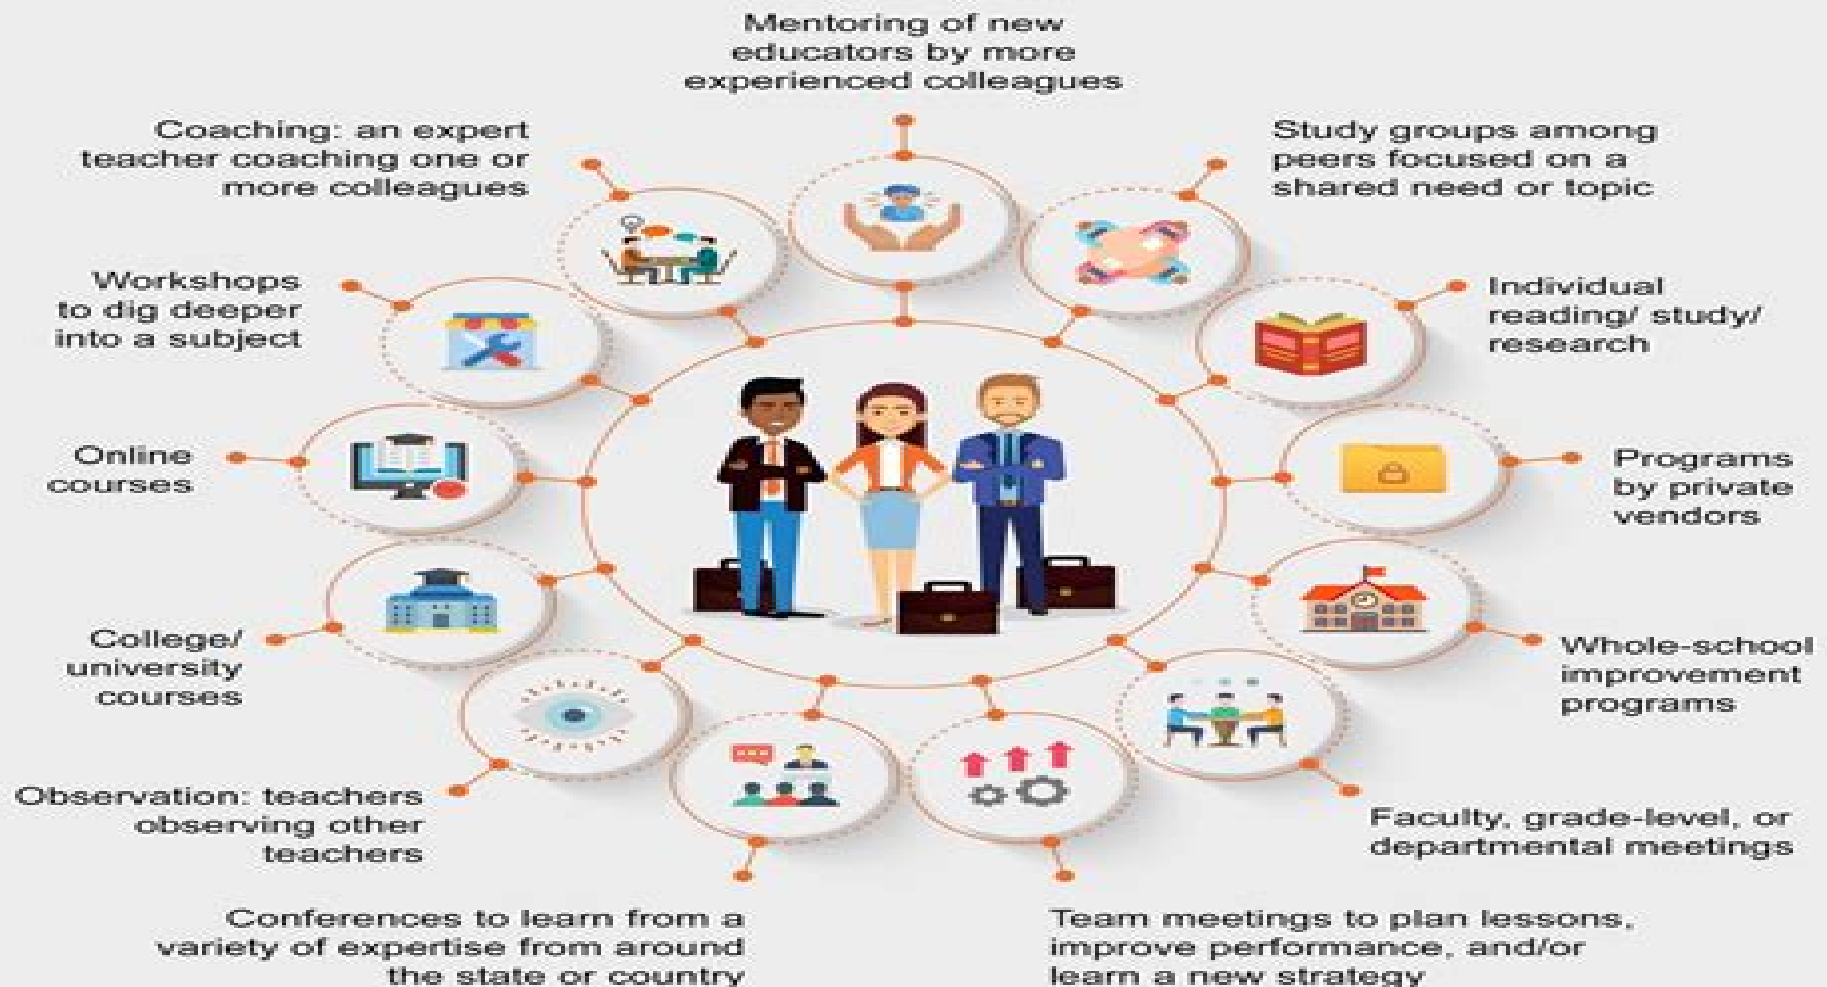 Mentoring of new
educators by more
experienced colleagues
Study groups among
peers focused on a
shared need or topic
Individual
reading/ study/
research
Programs
by private
vendors
Whole-school
improvement
programs
Faculty, grade-level, or
departmental meetings
Team meetings to plan lessons,
improve performance, and/or
learn a new strategy
Conferences to learn from a
variety of expertise from around
the state or country
Observation: teachers
observing other
teachers
College/
university
courses
Online
courses
Workshops
to dig deeper
into a subject
Coaching: an expert
teacher coaching one or
more colleagues